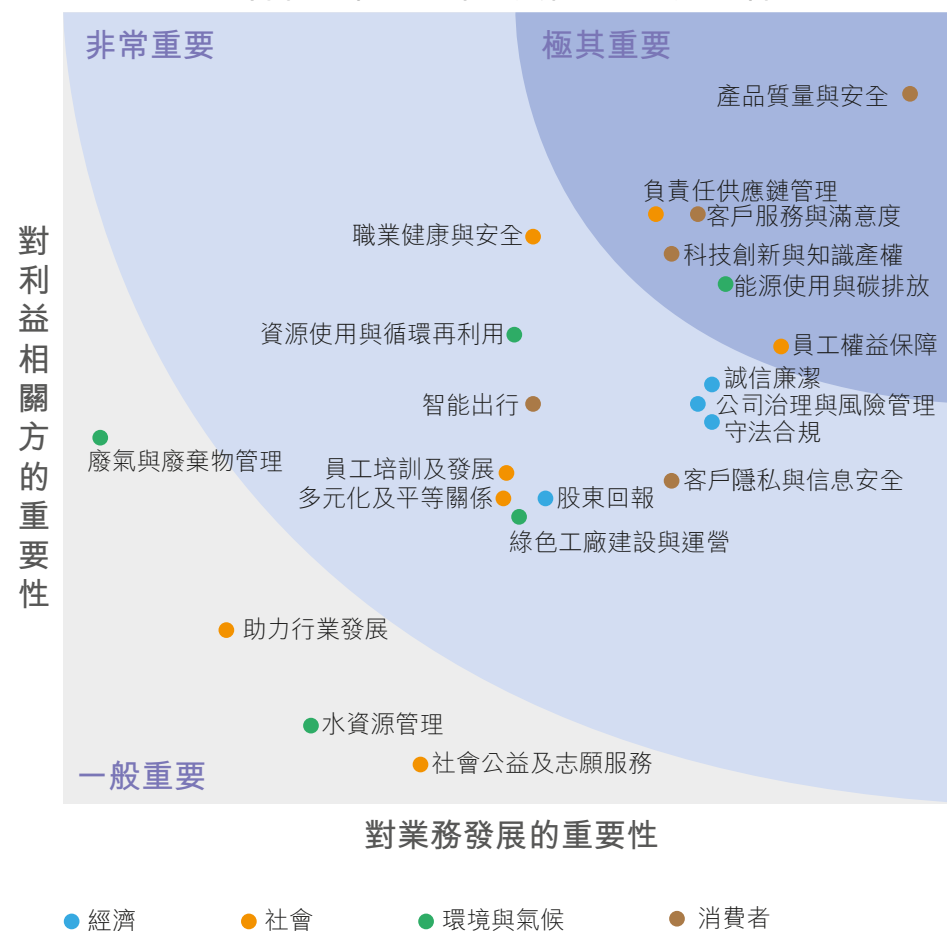 非常重要
極其重要
產品質量與安全
負責任供應鏈管理
客戶服務與滿意度
職業健康與安全
科技創新與知識產權
能源使用與碳排放
資源使用與循環再利用
員工權益保障
誠信廉潔
智能出行
公司治理與風險管理
守法合規
廢氣與廢棄物管理
員工培訓及發展
客戶隱私與信息安全
多元化及平等關係
股東回報
綠色工廠建設與運營
助力行業發展
水資源管理
社會公益及志願服務
一般重要
對利益相關方的重要性
對業務發展的重要性
經濟
社會
環境與氣候
消費者